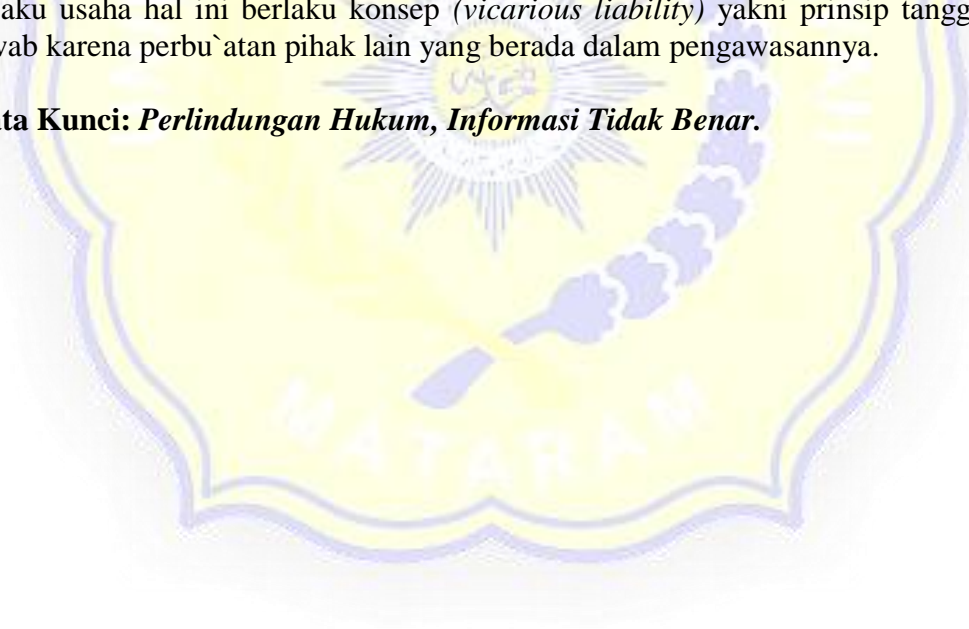 aku usaha hal ini berlaku konsep (vicarious liability) yakni prinsip tangg
vab karena perbu`atan pihak lain yang berada dalam pengawasannya.
ata Kunci: Perlindungan Hukum, Informasi Tidak Benar.
MATARAM